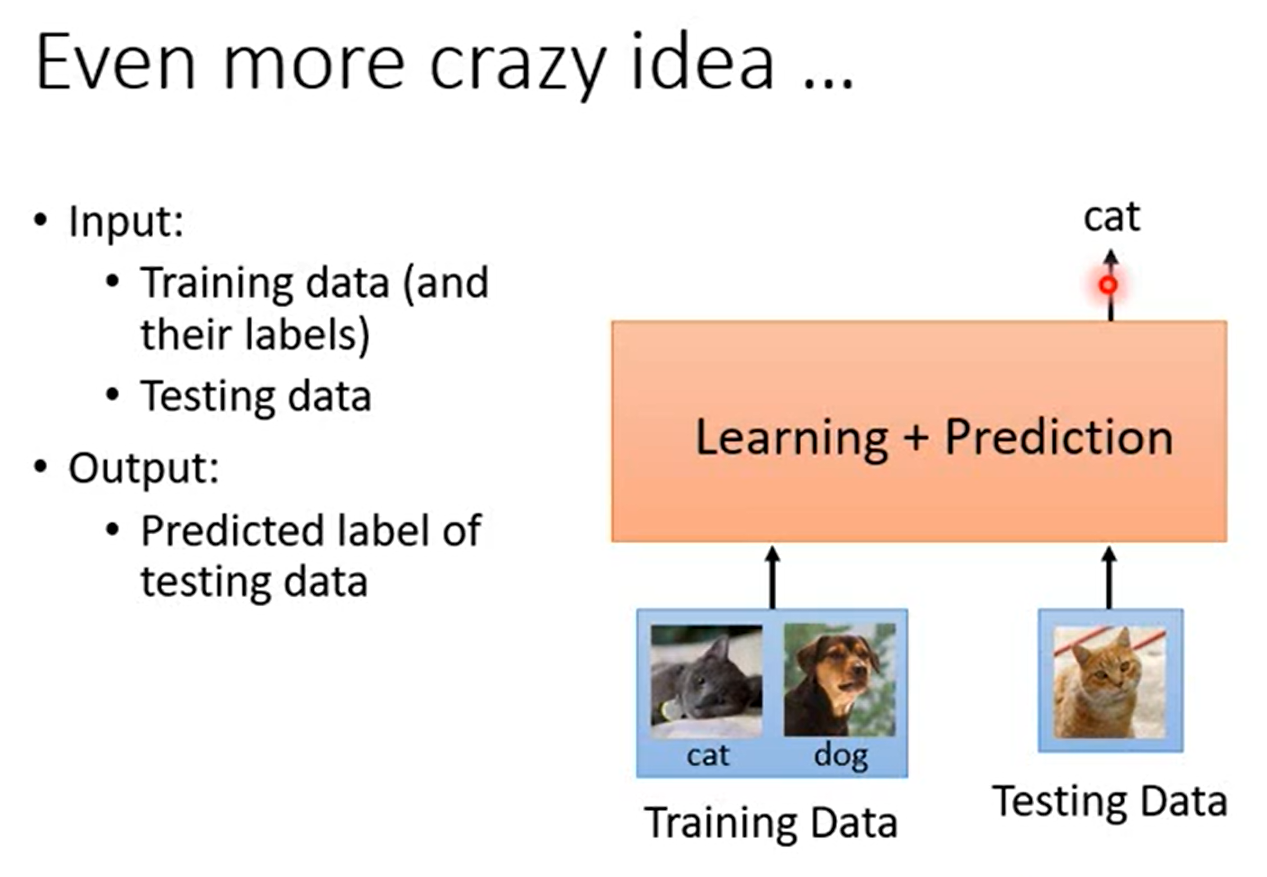 Even more crazy idea ...
• Input:
• Training data (and
their labels)
• Testing data
• Output:
• Predicted label of
testing data
cat
Learning + Prediction
cat
dog
Training Data
Testing Data